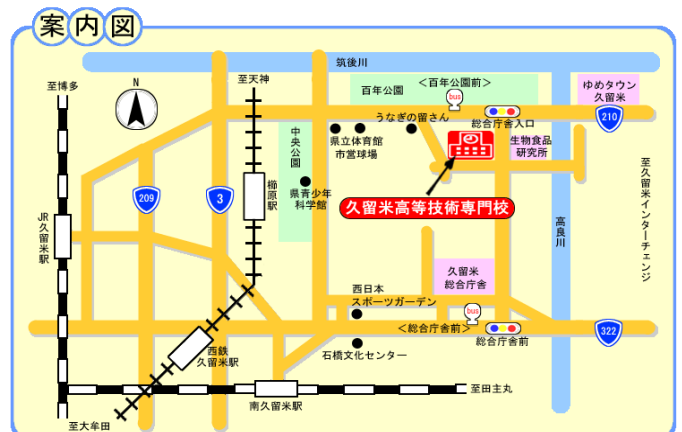 案内図
筑後川
至博多
N
至天神
百年公園
＜百年公園前＞
bus
ゆめタウン
久留米
うなぎの留さん
総合庁舎入口
210
県立体育館
市営球場
中央公園
生物食品
研究所
櫛原駅
県青少年
科学館
209
3
久留米高等技術専門校
至久留米インターチェンジ
JR久留米駅
高良川
久留米
総合庁舎
西日本
スポーツガーデン
bus
＜総合庁舎前＞
総合庁舎前
322
西鉄
久留米駅
石橋文化センター
南久留米駅
至田主丸
至大牟田